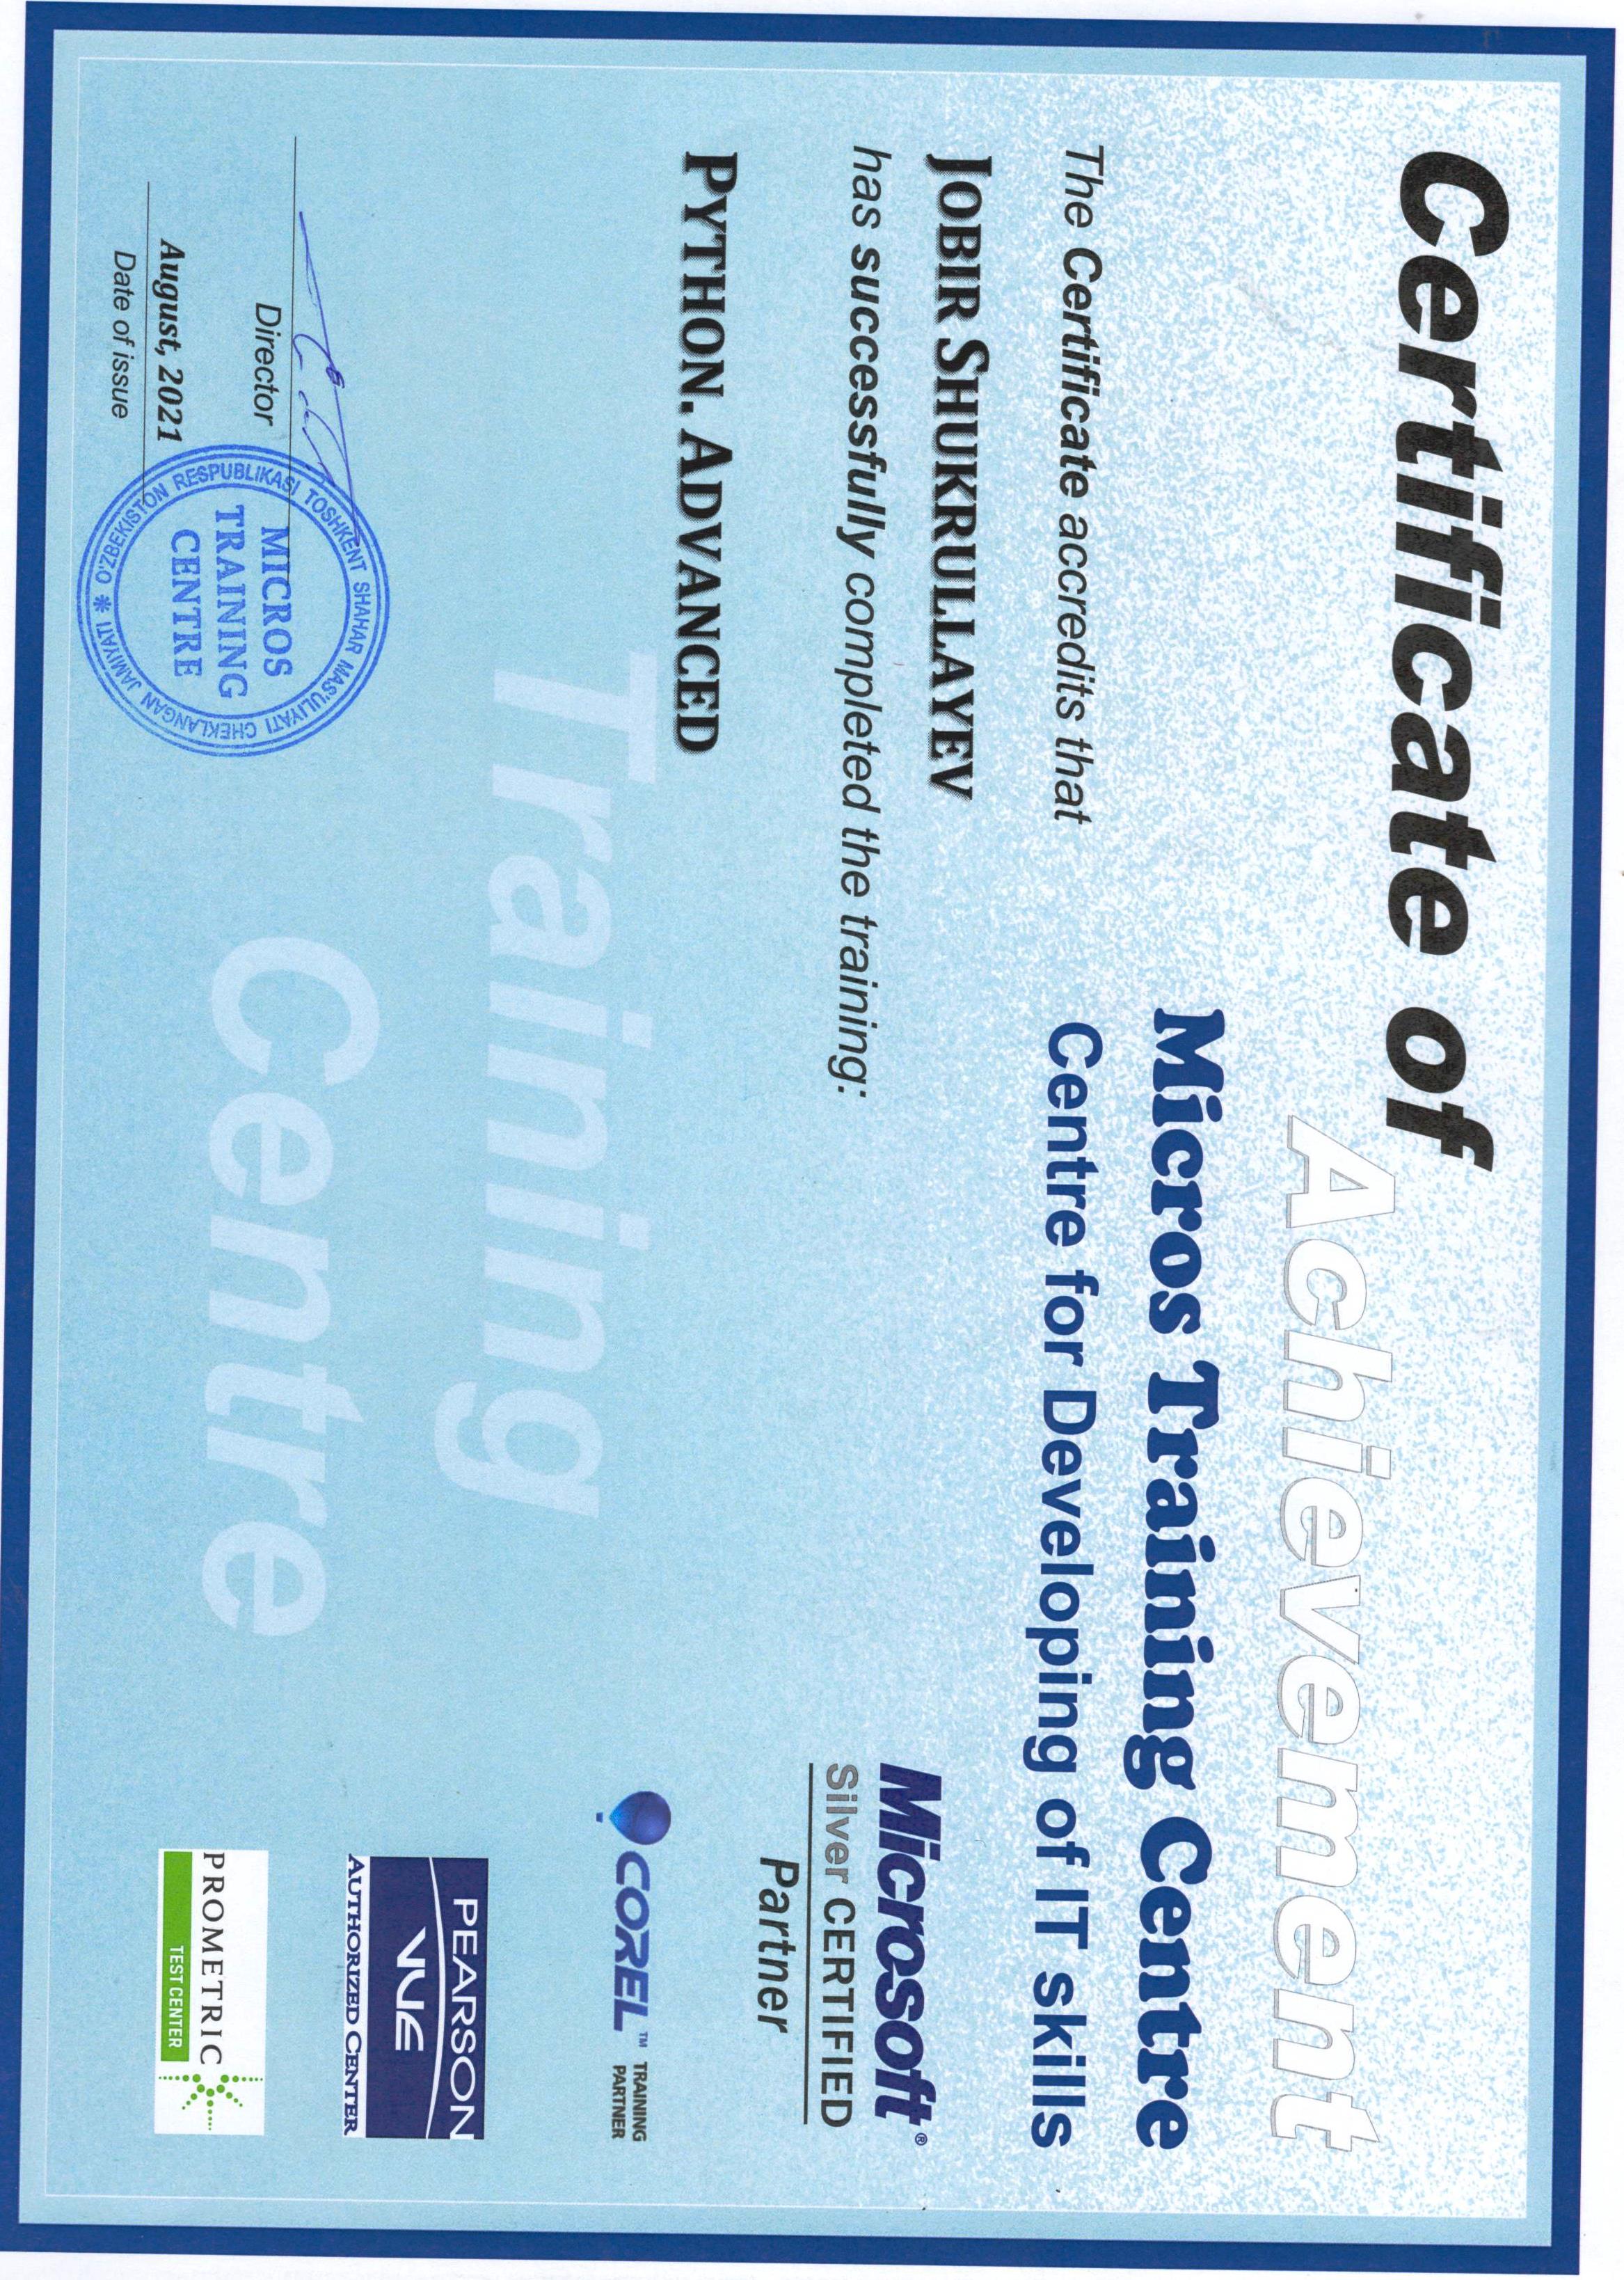 Certificate of
Achievement
Micros Training Centre
Centre for Developing of IT skills
The Certificate accredits that
JOBIR SHUKRULLAYEV
has successfully completed the training:
PYTHON. ADVANCED
Microsoft®
Silver CERTIFIED
Partner
COREL™ TRAINING
PARTNER
PEARSON
VUE
AUTHORIZED CENTER
PROMETRIC
TEST CENTER
Training
Centre
Director
August, 2021
Date of issue
O'ZBEKISTON RESPUBLIKASI TOSHKENT SHAHAR MAS'ULIYATI CHEKLANGAN JAMIYATI
MICROS
TRAINING
CENTRE